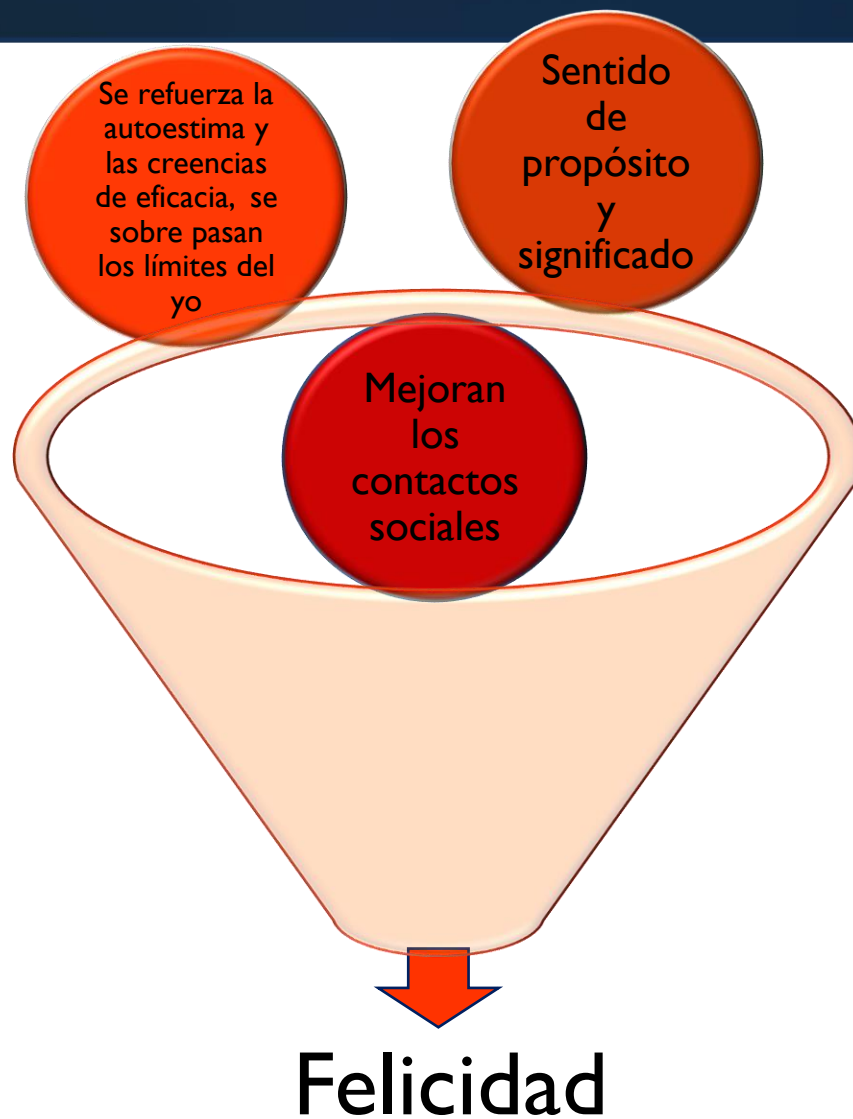 Se refuerza la
autoestima y
las creencias
de eficacia, se
sobre pasan
los límites del
yo
Sentido
de
propósito
y
significado
Mejoran
los
contactos
sociales
Felicidad